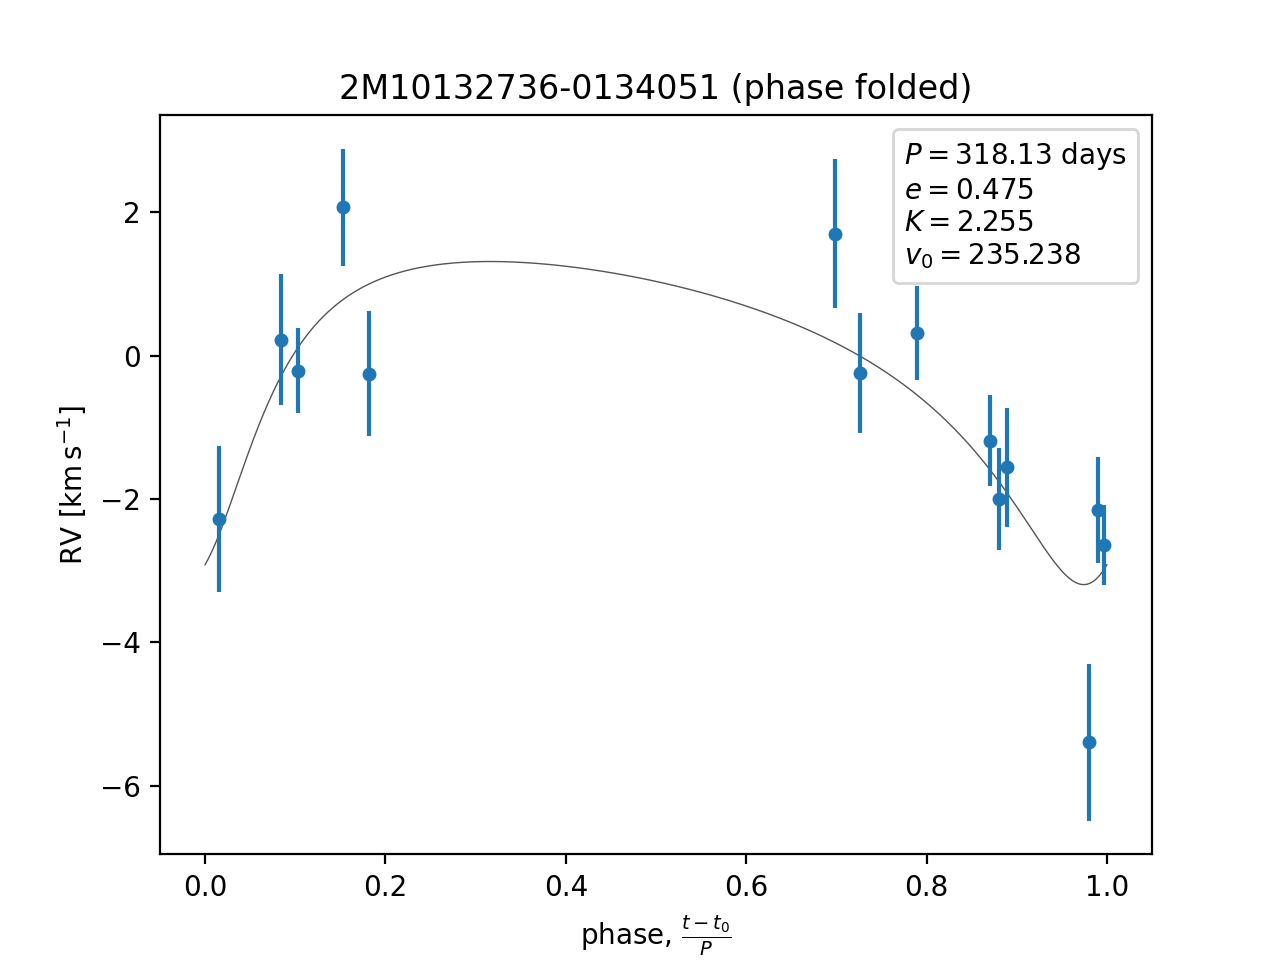 2M10132736-0134051 (phase folded)
P = 318.13 days
e = 0.475
K = 2.255
v₀ = 235.238
2
0
−2
−4
−6
RV [km s⁻¹]
0.0 0.2 0.4 0.6 0.8 1.0
phase, (t − t₀)/P